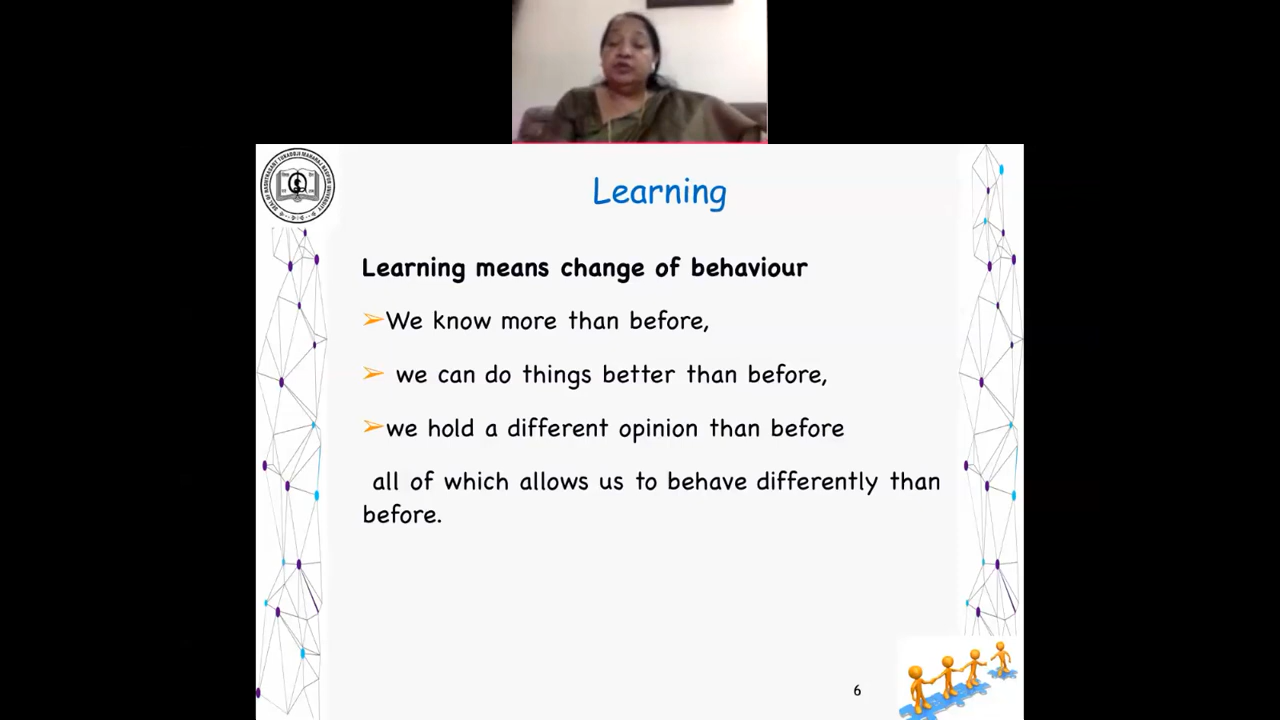 Learning
Learning means change of behaviour
➢We know more than before,
➢ we can do things better than before,
➢we hold a different opinion than before
all of which allows us to behave differently than
before.
6